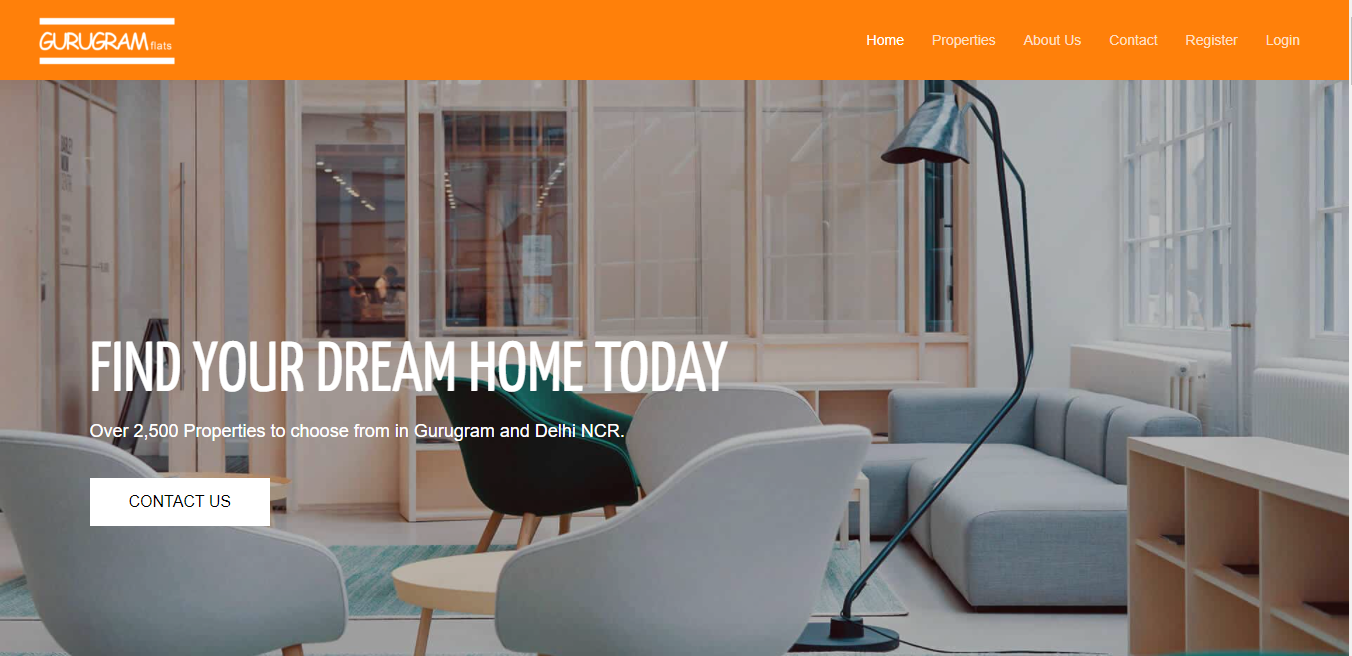 GURUGRAM flats
Home Properties About Us Contact Register Login
FIND YOUR DREAM HOME TODAY
Over 2,500 Properties to choose from in Gurugram and Delhi NCR.
CONTACT US